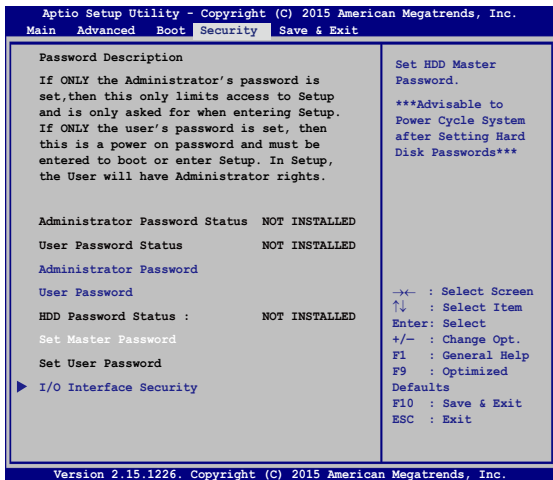 Aptio Setup Utility - Copyright (C) 2015 American Megatrends, Inc.
Main Advanced Boot Security Save & Exit
Password Description
If ONLY the Administrator's password is
set,then this only limits access to Setup
and is only asked for when entering Setup.
If ONLY the user's password is set, then
this is a power on password and must be
entered to boot or enter Setup. In Setup,
the User will have Administrator rights.
Administrator Password Status NOT INSTALLED
User Password Status NOT INSTALLED
Administrator Password
User Password
HDD Password Status : NOT INSTALLED
Set Master Password
Set User Password
I/O Interface Security
Set HDD Master
Password.
***Advisable to
Power Cycle System
after Setting Hard
Disk Passwords***
→← : Select Screen
↑↓ : Select Item
Enter: Select
+/— : Change Opt.
F1 : General Help
F9 : Optimized
Defaults
F10 : Save & Exit
ESC : Exit
Version 2.15.1226. Copyright (C) 2015 American Megatrends, Inc.